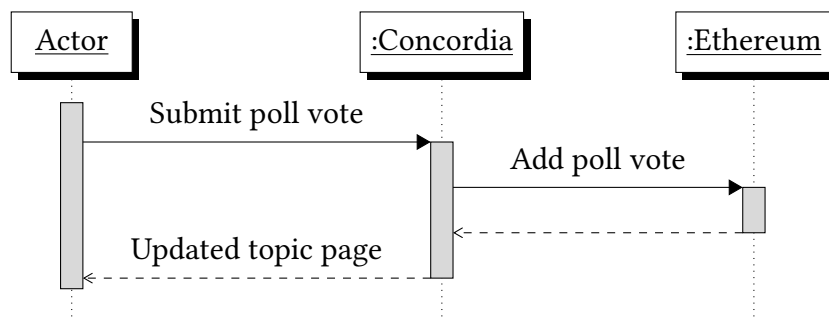 Actor
:Concordia
:Ethereum
Submit poll vote
Add poll vote
Updated topic page